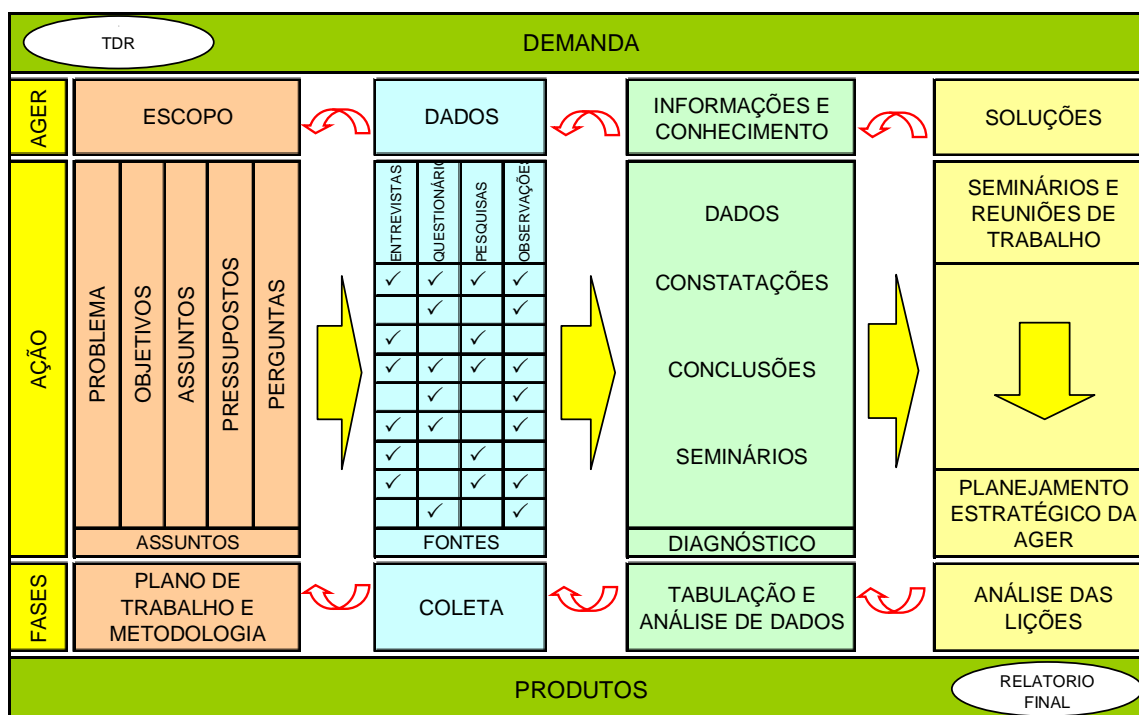 TDR
DEMANDA
AGER
ESCOPO
DADOS
INFORMAÇÕES E
CONHECIMENTO
SOLUÇÕES
AÇÃO
PROBLEMA
OBJETIVOS
ASSUNTOS
PRESSUPOSTOS
PERGUNTAS
ASSUNTOS
ENTREVISTAS
QUESTIONÁRI
PESQUISAS
OBSERVAÇÕES
✓ ✓ ✓ ✓
✓ ✓
✓ ✓
✓ ✓ ✓ ✓
✓ ✓
✓ ✓ ✓
✓ ✓
✓ ✓ ✓
✓ ✓
FONTES
DADOS
CONSTATAÇÕES
CONCLUSÕES
SEMINÁRIOS
DIAGNÓSTICO
SEMINÁRIOS E
REUNIÕES DE
TRABALHO
PLANEJAMENTO
ESTRATÉGICO DA
AGER
FASES
PLANO DE
TRABALHO E
METODOLOGIA
COLETA
TABULAÇÃO E
ANÁLISE DE DADOS
ANÁLISE DAS
LIÇÕES
PRODUTOS
RELATORIO
FINAL